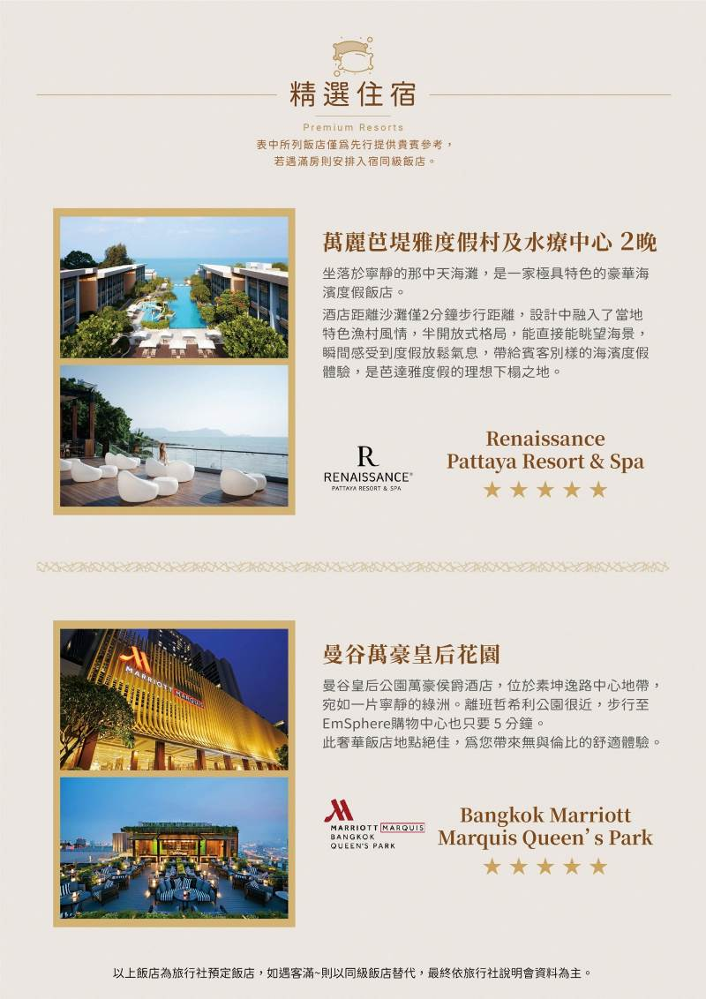 精選住宿
Premium Resorts
表中所列飯店僅爲先行提供貴賓參考，
若遇滿房則安排入宿同級飯店。
萬麗芭堤雅度假村及水療中心 2晚
坐落於寧靜的那中天海灘，是一家極具特色的豪華海
濱度假飯店。
酒店距離沙灘僅2分鐘步行距離，設計中融入了當地
特色漁村風情，半開放式格局，能直接能眺望海景，
瞬間感受到度假放鬆氣息，帶給賓客別樣的海濱度假
體驗，是芭達雅度假的理想下榻之地。
R
RENAISSANCE®
PATTAYA RESORT & SPA
Renaissance
Pattaya Resort & Spa
MARRIOTT MARQUIS
曼谷萬豪皇后花園
曼谷皇后公園萬豪侯爵酒店，位於素坤逸路中心地帶，
宛如一片寧靜的綠洲。離班哲希利公園很近，步行至
EmSphere購物中心也只要 5 分鐘。
此奢華飯店地點絕佳，爲您帶來無與倫比的舒適體驗。
MARRIOTT MARQUIS
BANGKOK
QUEEN'S PARK
Bangkok Marriott
Marquis Queen’s Park
以上飯店為旅行社預定飯店，如遇客滿~則以同級飯店替代，最終依旅行社說明會資料為主。